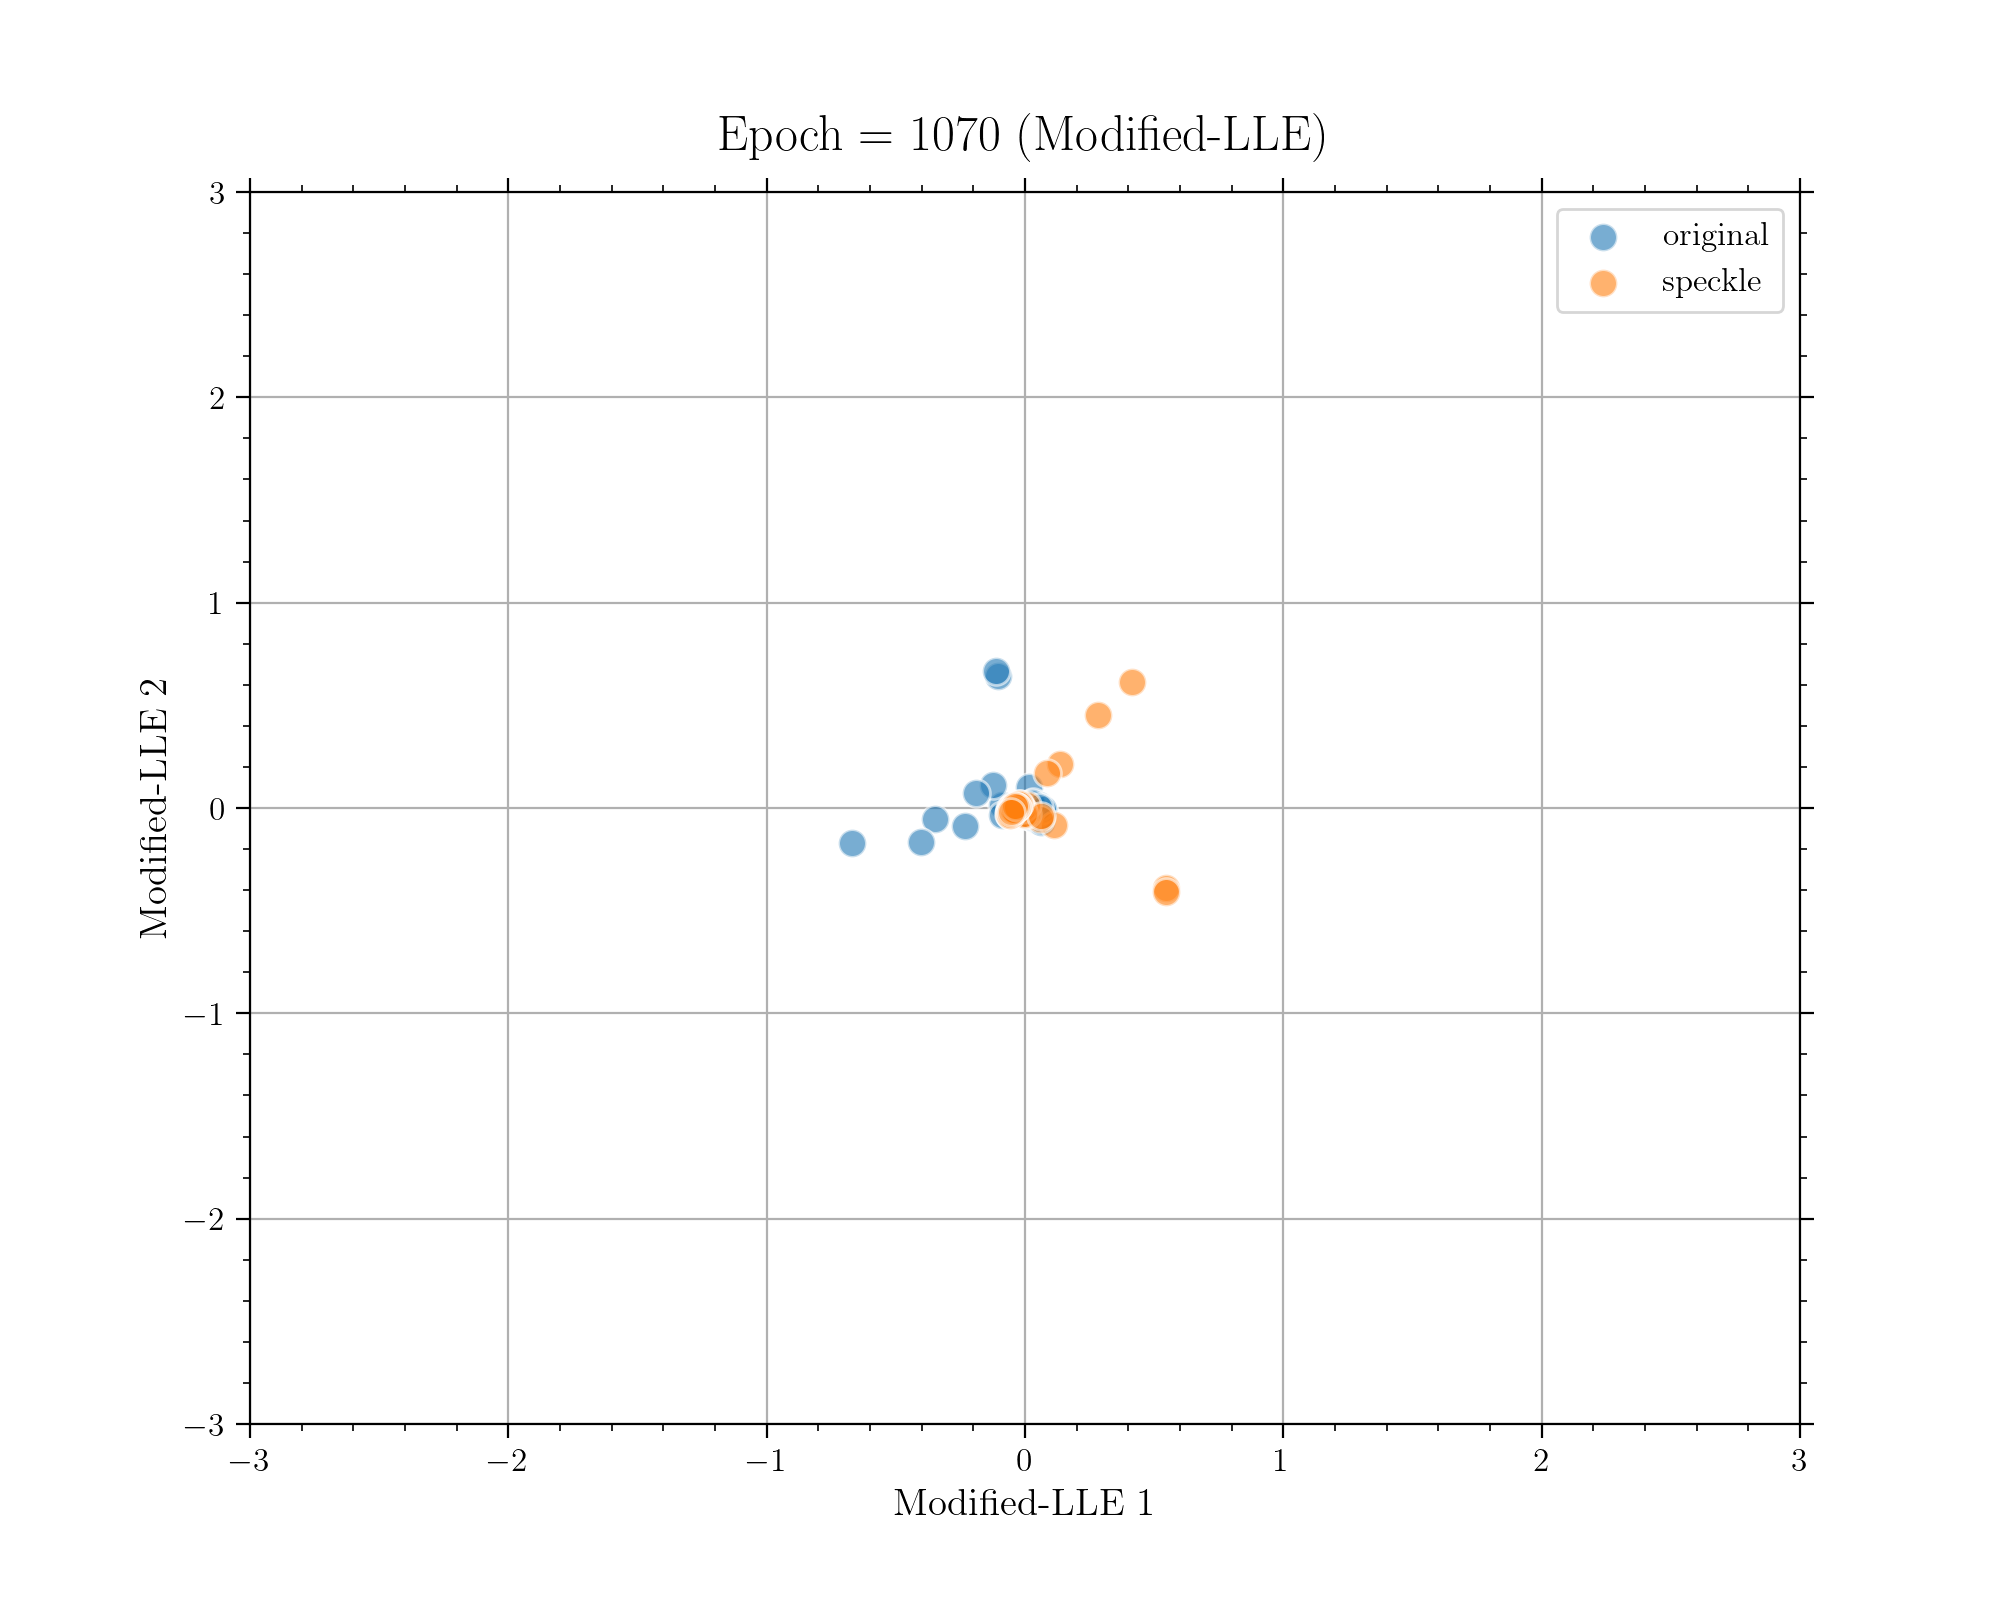 Epoch = 1070 (Modified-LLE)
original
speckle
3
2
1
0
−1
−2
−3
Modified-LLE 2
−3 −2 −1 0 1 2 3
Modified-LLE 1